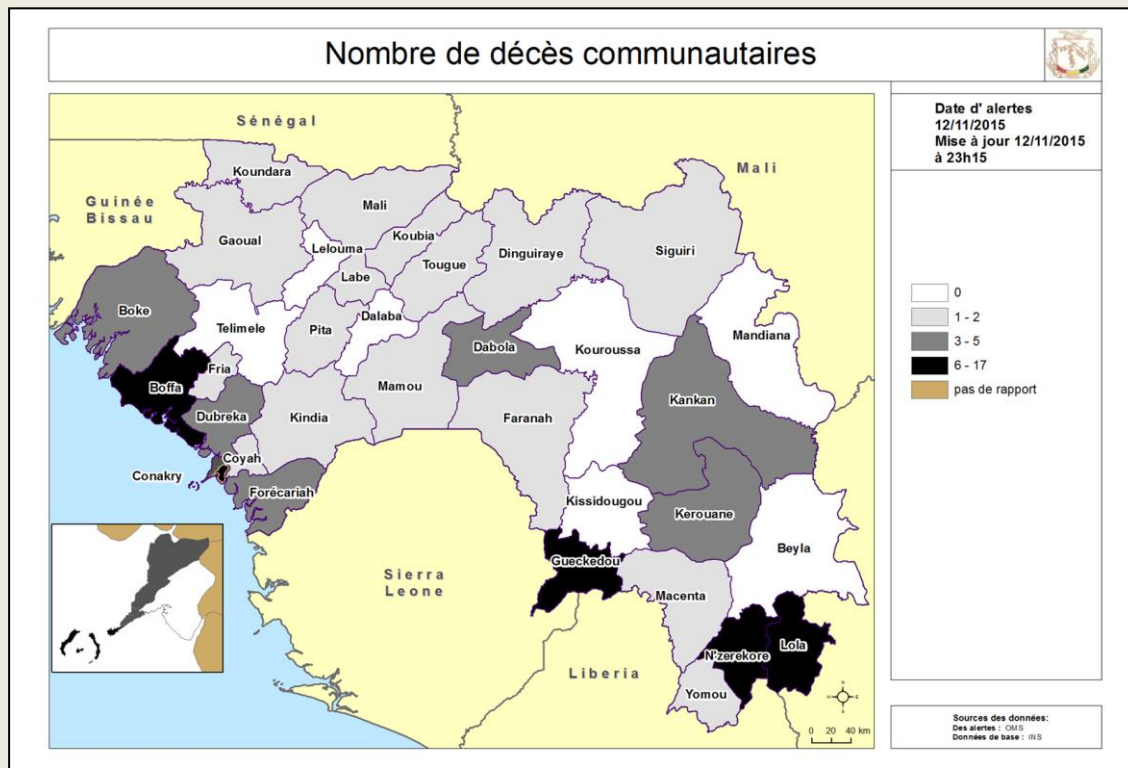 Nombre de décès communautaires
Date d' alertes
12/11/2015
Mise à jour 12/11/2015
à 23h15
0
1 - 2
3 - 5
6 - 17
pas de rapport
Sénégal
Mali
Guinée
Bissau
Koundara
Mali
Gaoual
Koubia
Lelouma
Tougue
Dinguiraye
Siguiri
Labe
Boke
Telimele
Pita
Dalaba
Dabola
Kouroussa
Mandiana
Fria
Boffa
Mamou
Kankan
Dubreka
Kindia
Faranah
Coyah
Conakry
Forécariah
Kissidougou
Kerouane
Beyla
Gueckedou
Sierra
Leone
Macenta
Lola
N'zerekore
Liberia
Yomou
N
W
E
S
0 20 40 km
Sources des données:
Des alertes : OMS
Données de base : INS